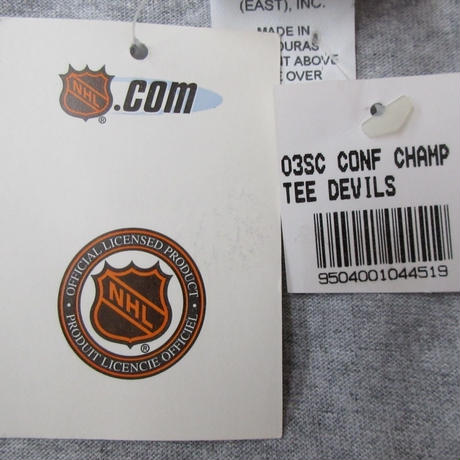 (EAST), INC.
MADE IN
DURAS
NT ABOVE
E OVER
NHL .com
®
OFFICIAL LICENSED PRODUCT
NHL
®
PRODUIT LICENCIE OFFICIEL
03SC CONF CHAMP
TEE DEVILS
9504001044519